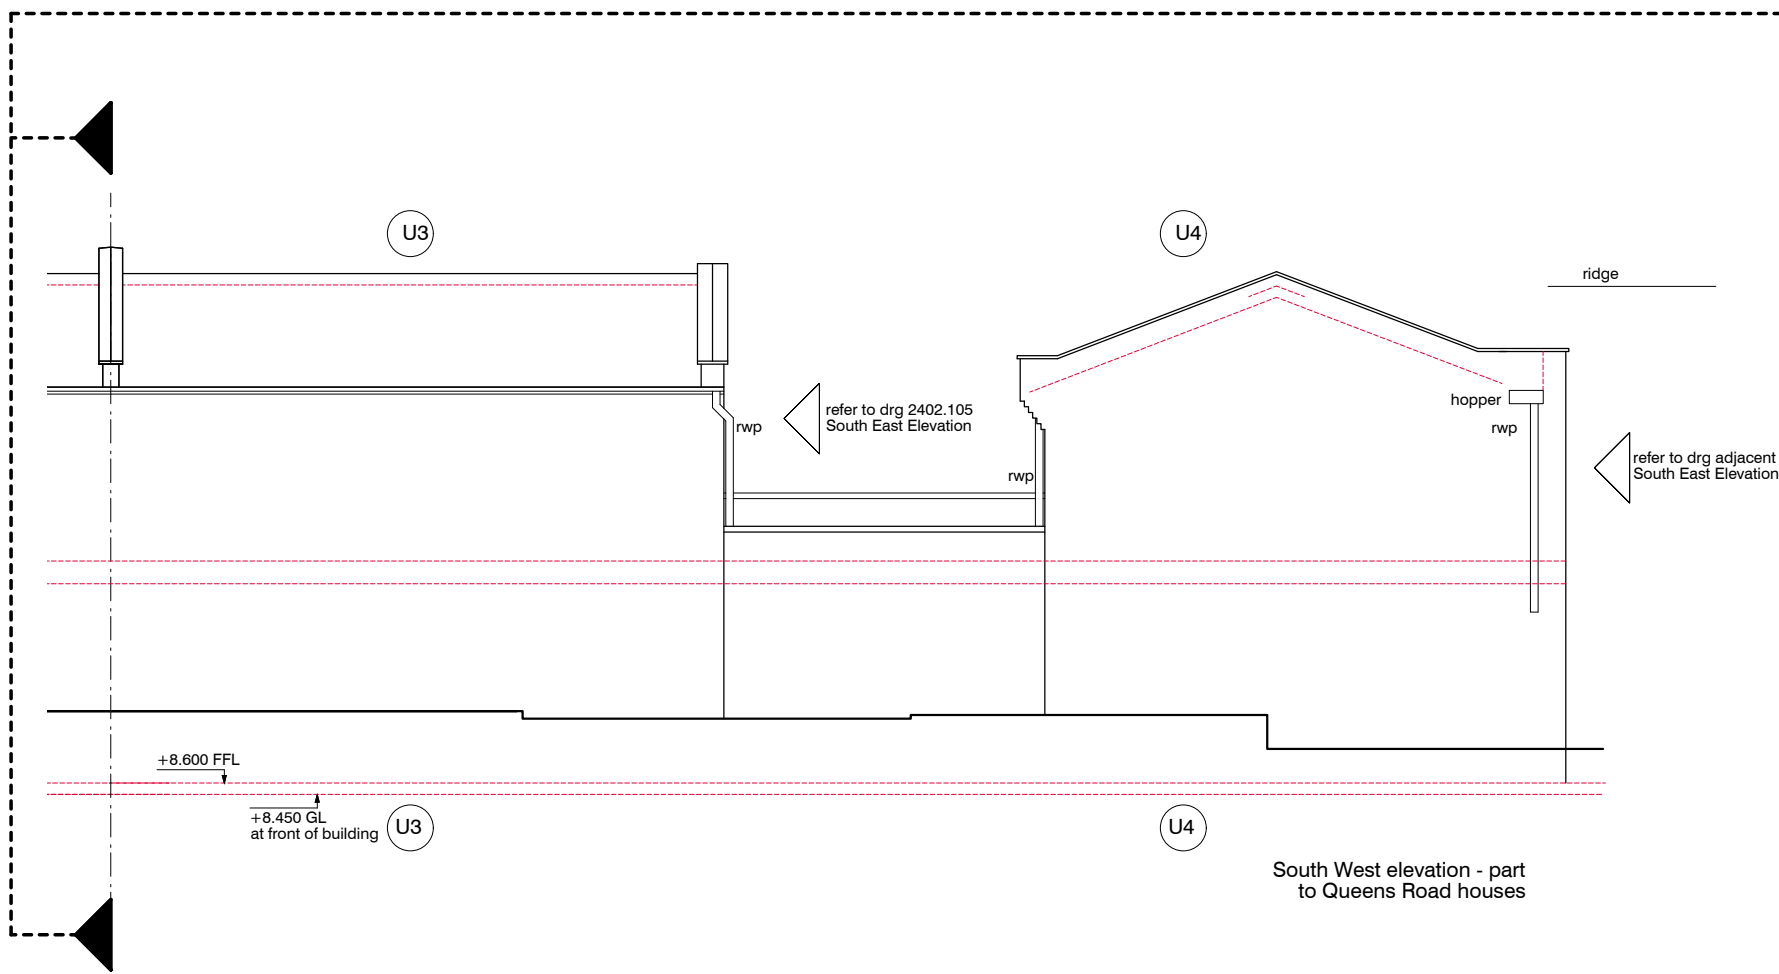 U3
U4
ridge
hopper
refer to drg 2402.105
South East Elevation
rwp
rwp
refer to drg adjacent
South East Elevation
rwp
+8.600 FFL
+8.450 GL
at front of building
U3
U4
South West elevation - part
to Queens Road houses